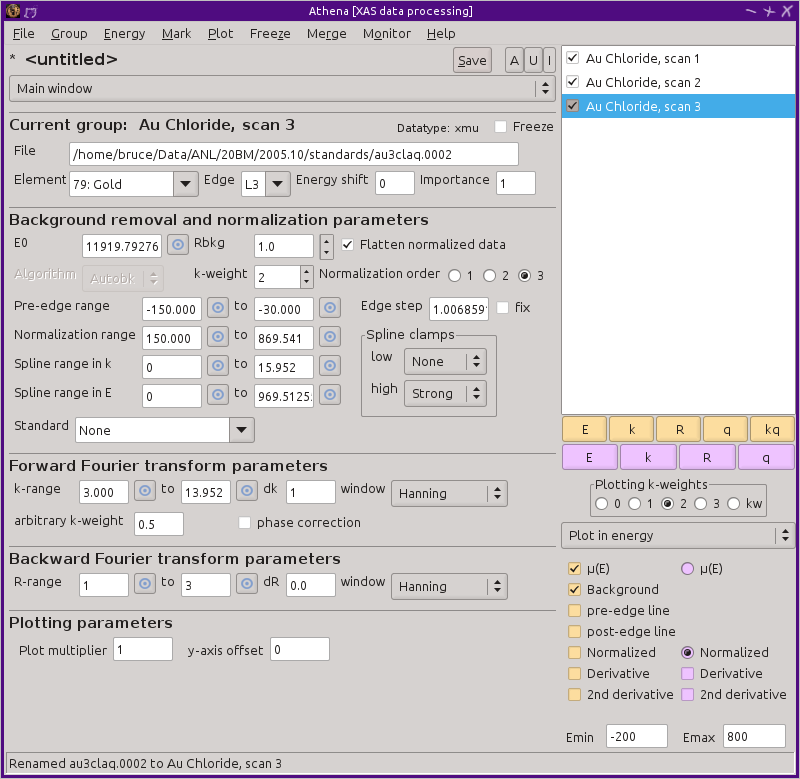 Athena [XAS data processing]
File Group Energy Mark Plot Freeze Merge Monitor Help
* <untitled> Save A U I
Main window
Current group: Au Chloride, scan 3 Datatype: xmu Freeze
File /home/bruce/Data/ANL/20BM/2005.10/standards/au3claq.0002
Element 79: Gold Edge L3 Energy shift 0 Importance 1
Background removal and normalization parameters
E0 11919.79276 Rbkg 1.0 Flatten normalized data
Algorithm Autobk k-weight 2 Normalization order 1 2 3
Pre-edge range -150.000 to -30.000 Edge step 1.006859 fix
Normalization range 150.000 to 869.541
Spline range in k 0 to 15.952
Spline range in E 0 to 969.5125
Spline clamps
low None
high Strong
Standard None
Forward Fourier transform parameters
k-range 3.000 to 13.952 dk 1 window Hanning
arbitrary k-weight 0.5 phase correction
Backward Fourier transform parameters
R-range 1 to 3 dR 0.0 window Hanning
Plotting parameters
Plot multiplier 1 y-axis offset 0
Au Chloride, scan 1
Au Chloride, scan 2
Au Chloride, scan 3
E k R q kq
E k R q
Plotting k-weights
0 1 2 3 kw
Plot in energy
μ(E) μ(E)
Background
pre-edge line
post-edge line
Normalized Normalized
Derivative Derivative
2nd derivative 2nd derivative
Emin -200 Emax 800
Renamed au3claq.0002 to Au Chloride, scan 3